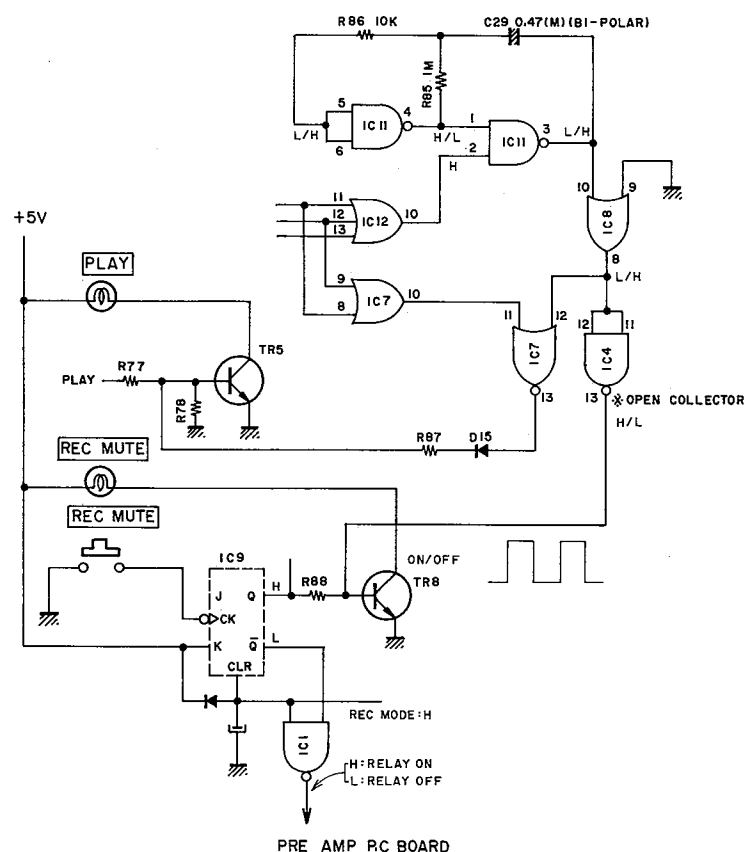 R86 10K
C29 0.47(M)(BI-POLAR)
R85 1M
5
6
IC11
4
L/H
H/L
1
2
H
IC11
3
L/H
10
9
IC8
8
L/H
11
12
13
IC12
10
9
8
IC7
10
11
12
IC7
13
12
11
IC4
13
※OPEN COLLECTOR
H/L
+5V
PLAY
TR5
PLAY
R77
R78
R87
D15
REC MUTE
REC MUTE
IC9
J
Q
H
CK
K
Q̅
L
CLR
R88
ON/OFF
TR8
REC MODE:H
IC1
H:RELAY ON
L:RELAY OFF
PRE AMP P.C BOARD